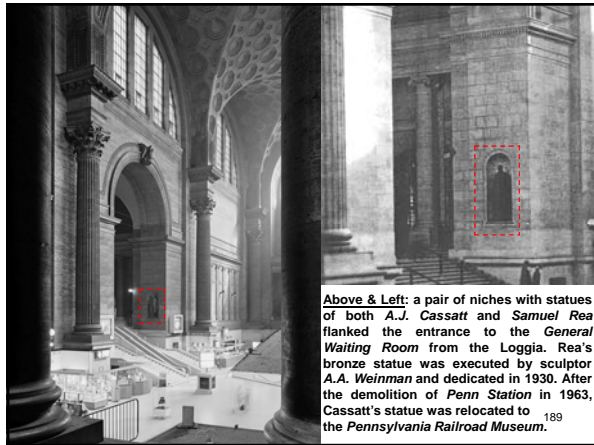 Above & Left: a pair of niches with statues
of both A.J. Cassatt and Samuel Rea
flanked the entrance to the General
Waiting Room from the Loggia. Rea's
bronze statue was executed by sculptor
A.A. Weinman and dedicated in 1930. After
the demolition of Penn Station in 1963,
Cassatt's statue was relocated to
the Pennsylvania Railroad Museum.
189